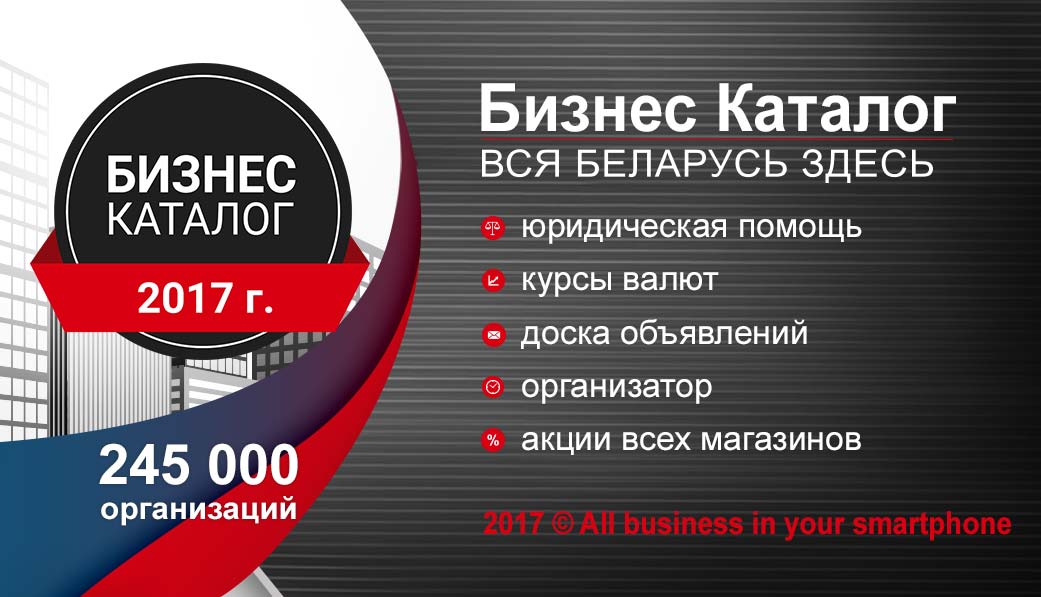 БИЗНЕС
КАТАЛОГ
2017 г.
245 000
организаций
Бизнес Каталог
ВСЯ БЕЛАРУСЬ ЗДЕСЬ
юридическая помощь
курсы валют
доска объявлений
организатор
% акции всех магазинов
2017 © All business in your smartphone